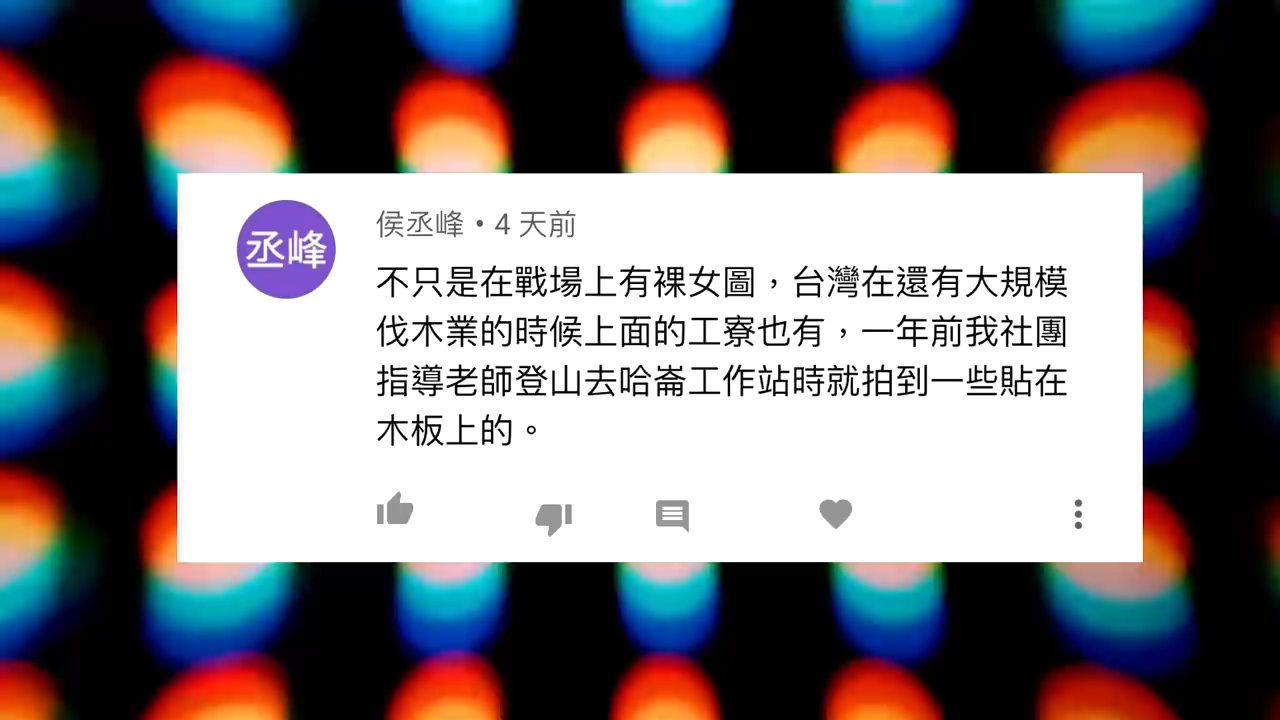 丞峰
侯丞峰 • 4 天前
不只是在戰場上有裸女圖，台灣在還有大規模
伐木業的時候上面的工寮也有，一年前我社團
指導老師登山去哈崙工作站時就拍到一些貼在
木板上的。